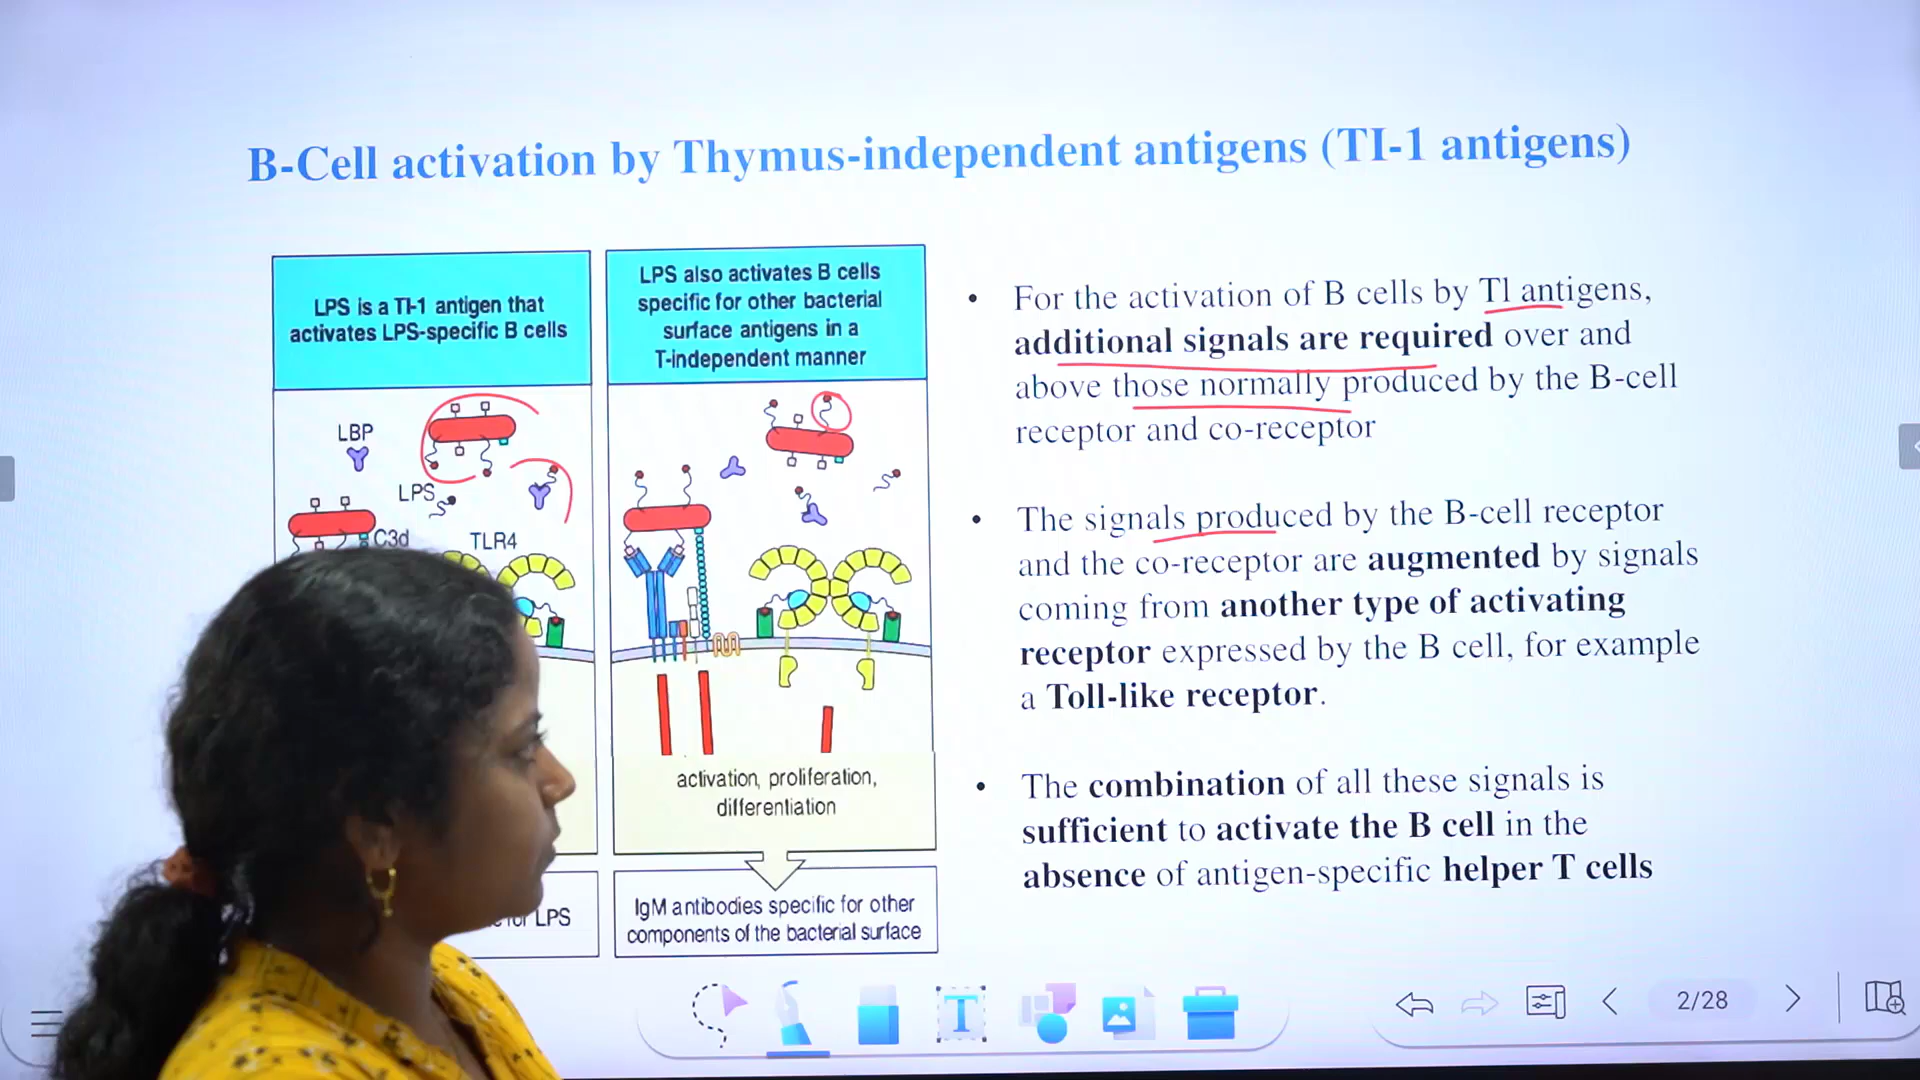 B-Cell activation by Thymus-independent antigens (TI-1 antigens)
LPS is a TI-1 antigen that
activates LPS-specific B cells
LBP
LPS
C3d
TLR4
for LPS
LPS also activates B cells
specific for other bacterial
surface antigens in a
T-independent manner
activation, proliferation,
differentiation
IgM antibodies specific for other
components of the bacterial surface
• For the activation of B cells by Tl antigens,
additional signals are required over and
above those normally produced by the B-cell
receptor and co-receptor
• The signals produced by the B-cell receptor
and the co-receptor are augmented by signals
coming from another type of activating
receptor expressed by the B cell, for example
a Toll-like receptor.
• The combination of all these signals is
sufficient to activate the B cell in the
absence of antigen-specific helper T cells
T
2/28